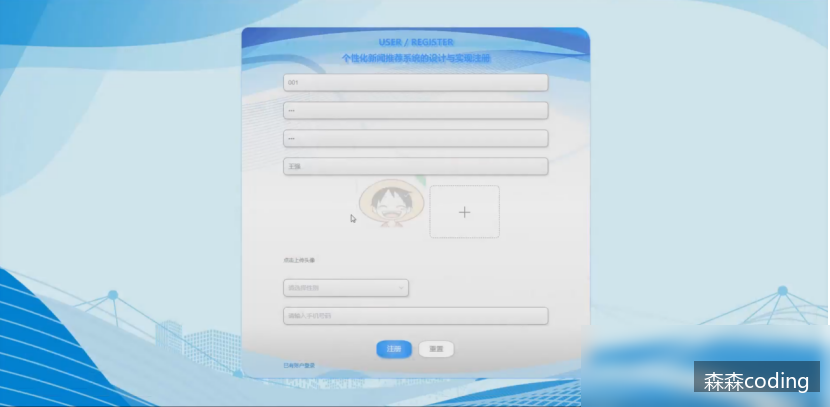 USER / REGISTER
个性化新闻推荐系统的设计与实现注册
001
王强
点击上传头像
请选择性别
请输入手机号码
注册
重置
已有账户登录
森森coding